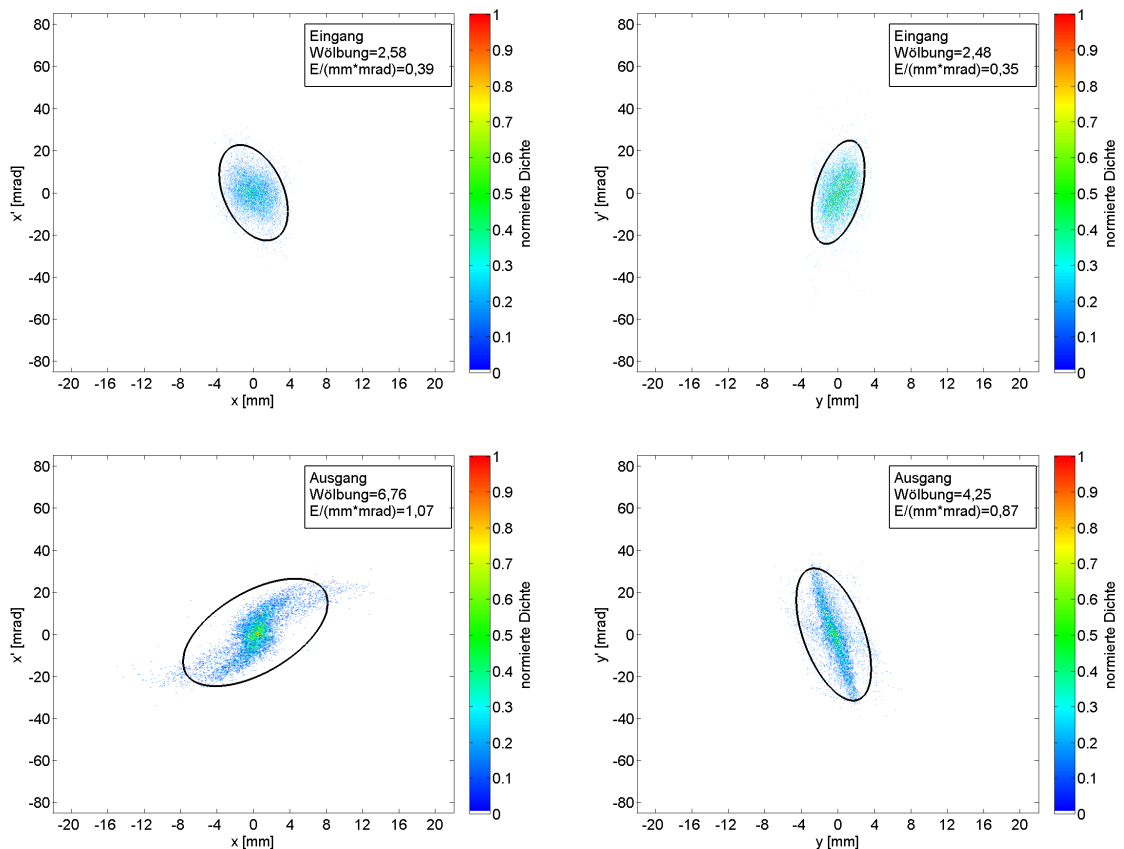 Eingang
Wölbung=2,58
E/(mm*mrad)=0,39
80
60
40
20
0
-20
-40
-60
-80
x' [mrad]
-20 -16 -12 -8 -4 0 4 8 12 16 20
x [mm]
1
0.9
0.8
0.7
0.6
0.5
0.4
0.3
0.2
0.1
0
normierte Dichte
Eingang
Wölbung=2,48
E/(mm*mrad)=0,35
80
60
40
20
0
-20
-40
-60
-80
y' [mrad]
-20 -16 -12 -8 -4 0 4 8 12 16 20
y [mm]
1
0.9
0.8
0.7
0.6
0.5
0.4
0.3
0.2
0.1
0
normierte Dichte
Ausgang
Wölbung=6,76
E/(mm*mrad)=1,07
80
60
40
20
0
-20
-40
-60
-80
x' [mrad]
-20 -16 -12 -8 -4 0 4 8 12 16 20
x [mm]
1
0.9
0.8
0.7
0.6
0.5
0.4
0.3
0.2
0.1
0
normierte Dichte
Ausgang
Wölbung=4,25
E/(mm*mrad)=0,87
80
60
40
20
0
-20
-40
-60
-80
y' [mrad]
-20 -16 -12 -8 -4 0 4 8 12 16 20
y [mm]
1
0.9
0.8
0.7
0.6
0.5
0.4
0.3
0.2
0.1
0
normierte Dichte